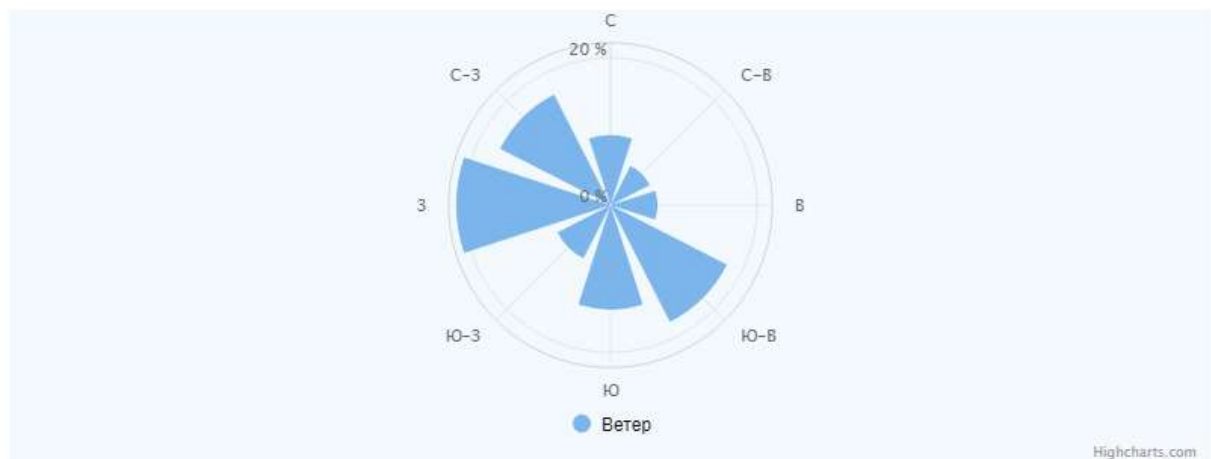 С
20 %
С-З
С-В
0 %
З
В
Ю-З
Ю-В
Ю
Ветер
Highcharts.com